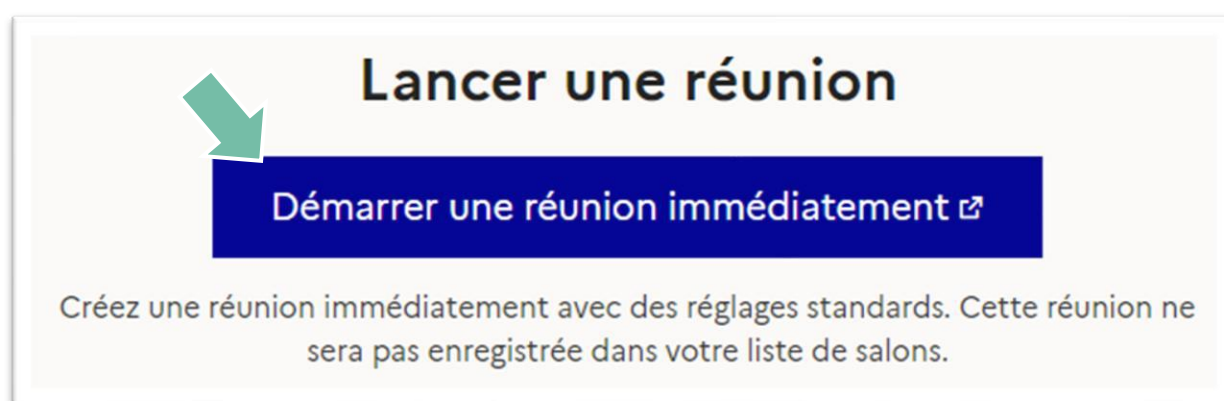 Lancer une réunion
Démarrer une réunion immédiatement
Créez une réunion immédiatement avec des réglages standards. Cette réunion ne
sera pas enregistrée dans votre liste de salons.